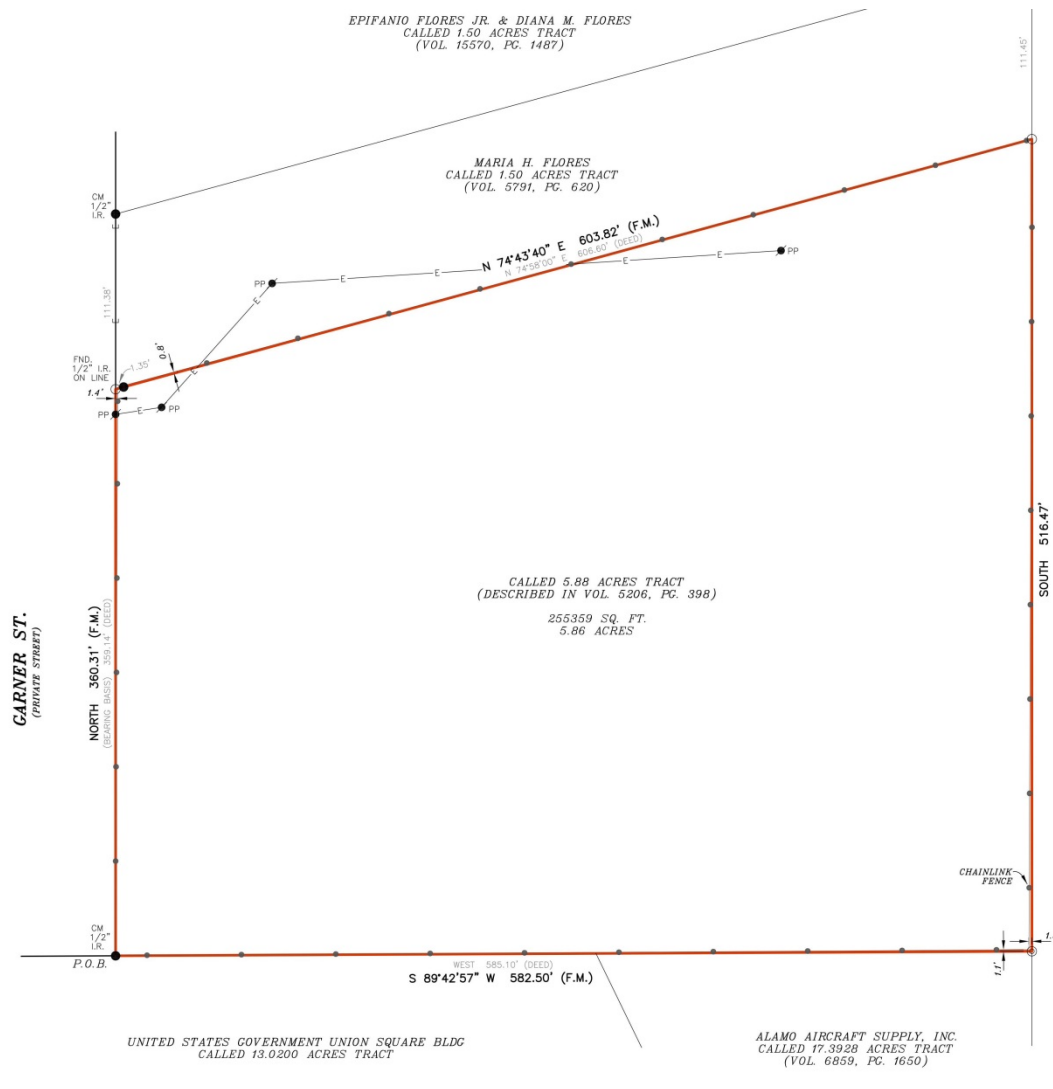 EPIFANIO FLORES JR. & DIANA M. FLORES
CALLED 1.50 ACRES TRACT
(VOL. 15570, PG. 1487)
111.45'
MARIA H. FLORES
CALLED 1.50 ACRES TRACT
(VOL. 5791, PG. 620)
CM
1/2"
I.R.
E
N 74°43'40" E 603.82' (F.M.)
N 74°58'00" E 606.60' (DEED)
E
E
E
E
PP
PP
E
111.38'
E
0.8'
FND.
1/2" I.R.
ON LINE
1.35'
E
1.4'
PP
E
PP
SOUTH 516.47'
CALLED 5.88 ACRES TRACT
(DESCRIBED IN VOL. 5206, PG. 398)
255359 SQ. FT.
5.86 ACRES
GARNER ST.
(PRIVATE STREET)
NORTH 360.31' (F.M.)
(BEARING BASIS) 359.14' (DEED)
CHAINLINK
FENCE
CM
1/2"
I.R.
1.
P.O.B.
WEST 585.10' (DEED)
S 89°42'57" W 582.50' (F.M.)
1.1'
UNITED STATES GOVERNMENT UNION SQUARE BLDG
CALLED 13.0200 ACRES TRACT
ALAMO AIRCRAFT SUPPLY, INC.
CALLED 17.3928 ACRES TRACT
(VOL. 6859, PG. 1650)